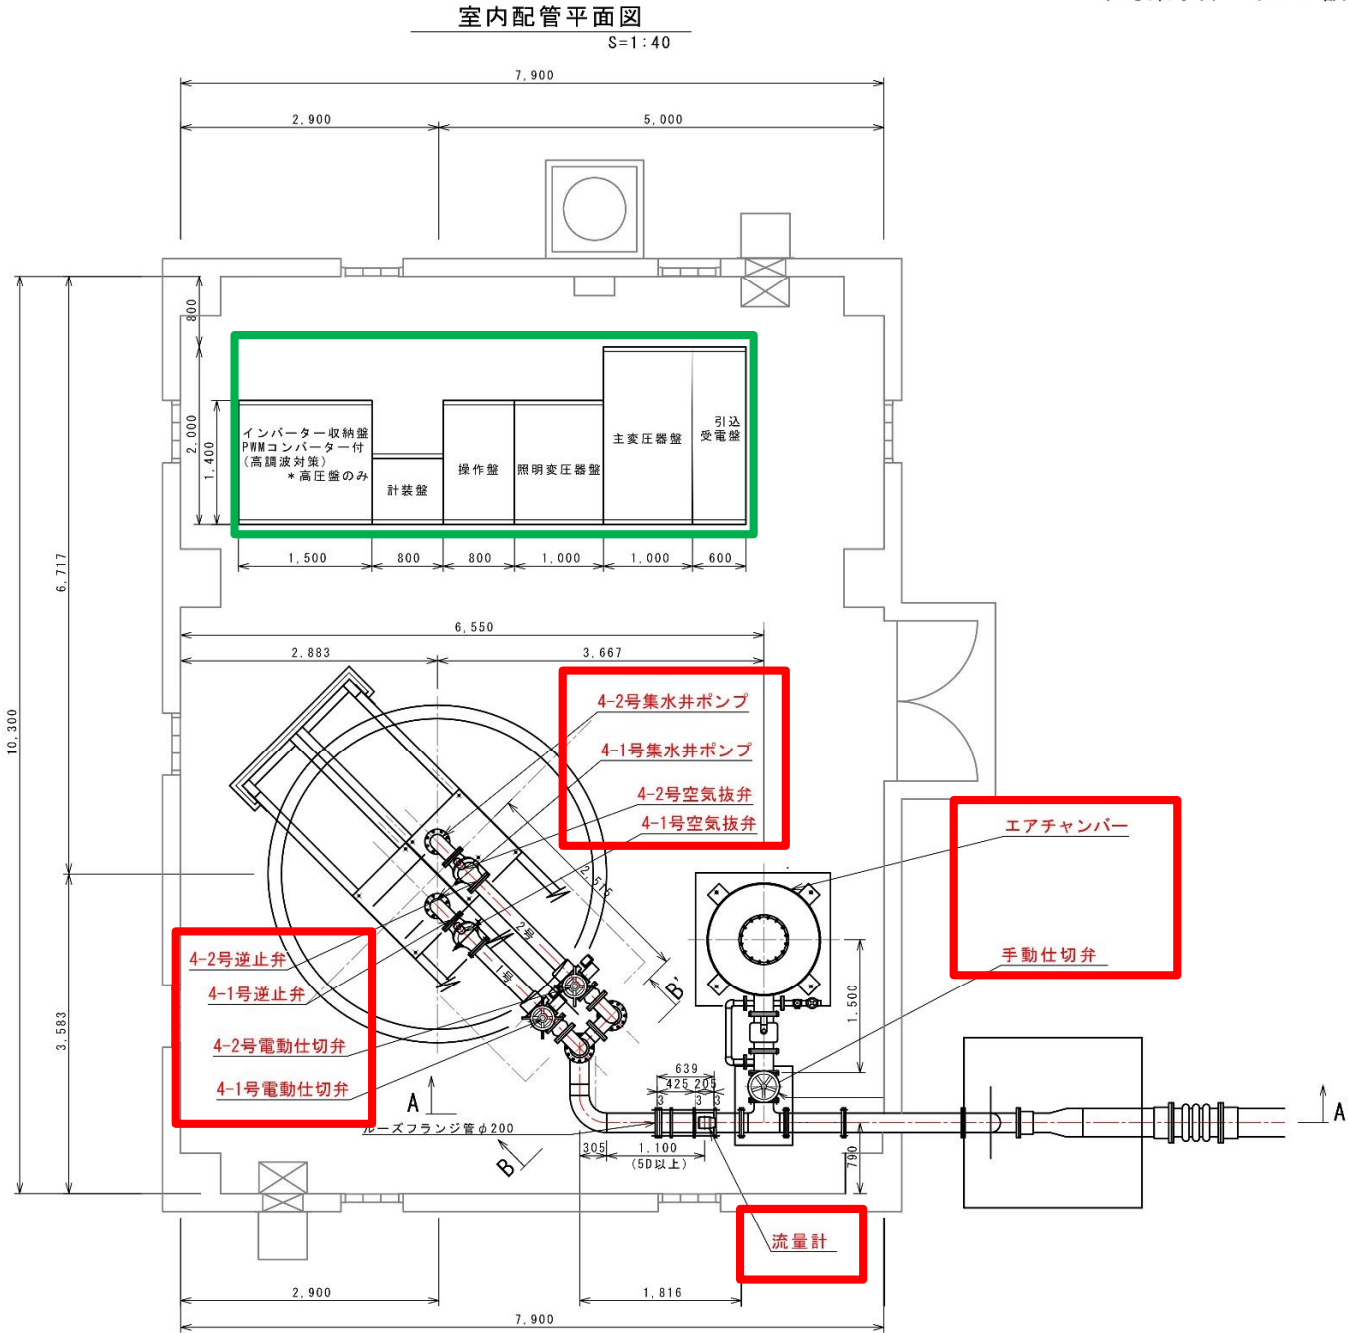 室内配管平面図
S=1:40
7,900
2,900
5,000
800
2,000
1,400
インバーター収納盤
PWMコンバーター付
(高調波対策)
*高圧盤のみ
計装盤
操作盤
照明変圧器盤
主変圧器盤
引込
受電盤
1,500
800
800
1,000
1,000
600
6,717
10,300
3,583
6,550
2,883
3,667
4-2号集水井ポンプ
4-1号集水井ポンプ
4-2号空気抜弁
4-1号空気抜弁
2,515
エアチャンバー
手動仕切弁
4-2号逆止弁
4-1号逆止弁
4-2号電動仕切弁
4-1号電動仕切弁
2号
1号
B'
1,500
639
425
205
3
3
3
A
A'
ルーズフランジ管φ200
B
305
1,100
(5D以上)
790
流量計
2,900
1,816
7,900